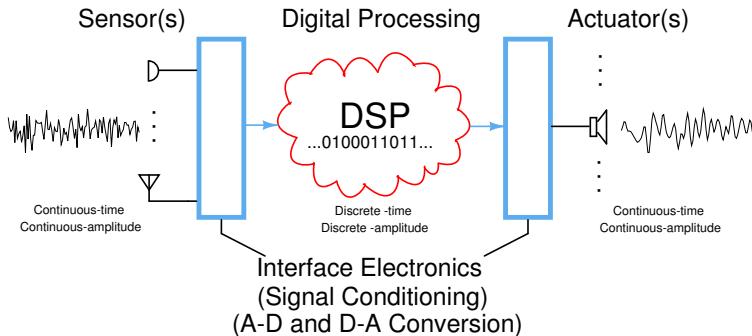 Sensor(s)
Digital Processing
Actuator(s)
DSP
...0100011011...
Continuous-time
Continuous-amplitude
Discrete -time
Discrete -amplitude
Continuous-time
Continuous-amplitude
Interface Electronics
(Signal Conditioning)
(A-D and D-A Conversion)